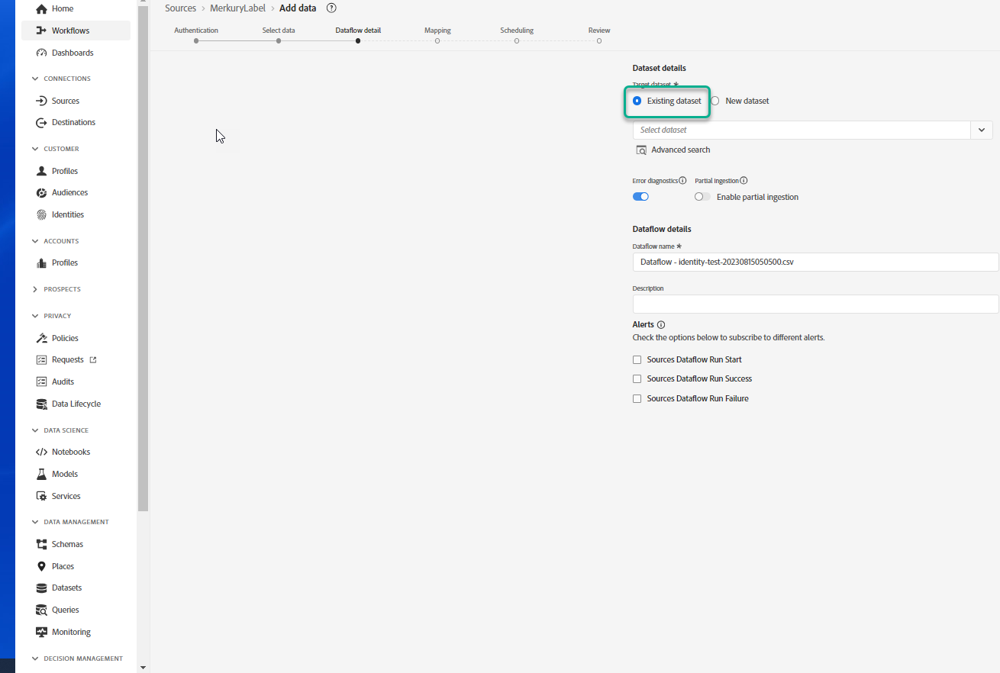 Home
Workflows
Dashboards
CONNECTIONS
Sources
Destinations
CUSTOMER
Profiles
Audiences
Identities
ACCOUNTS
Profiles
PROSPECTS
PRIVACY
Policies
Requests
Audits
Data Lifecycle
DATA SCIENCE
Notebooks
Models
Services
DATA MANAGEMENT
Schemas
Places
Datasets
Queries
Monitoring
DECISION MANAGEMENT
Sources > MerkuryLabel > Add data
Authentication Select data Dataflow detail Mapping Scheduling Review
Dataset details
Target dataset *
Existing dataset New dataset
Select dataset
Advanced search
Error diagnostics Partial Ingestion
Enable partial ingestion
Dataflow details
Dataflow name *
Dataflow - identity-test-20230815050500.csv
Description
Alerts
Check the options below to subscribe to different alerts.
Sources Dataflow Run Start
Sources Dataflow Run Success
Sources Dataflow Run Failure